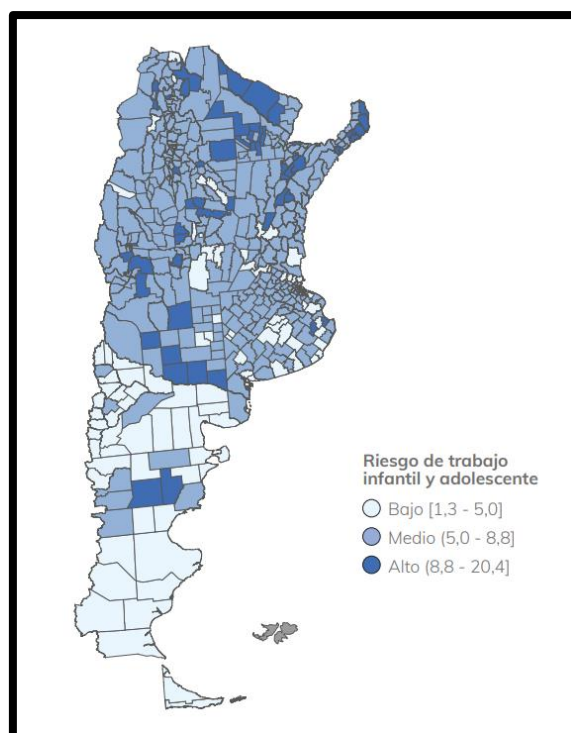 Riesgo de trabajo
infantil y adolescente
Bajo [1,3 - 5,0]
Medio (5,0 - 8,8]
Alto (8,8 - 20,4]